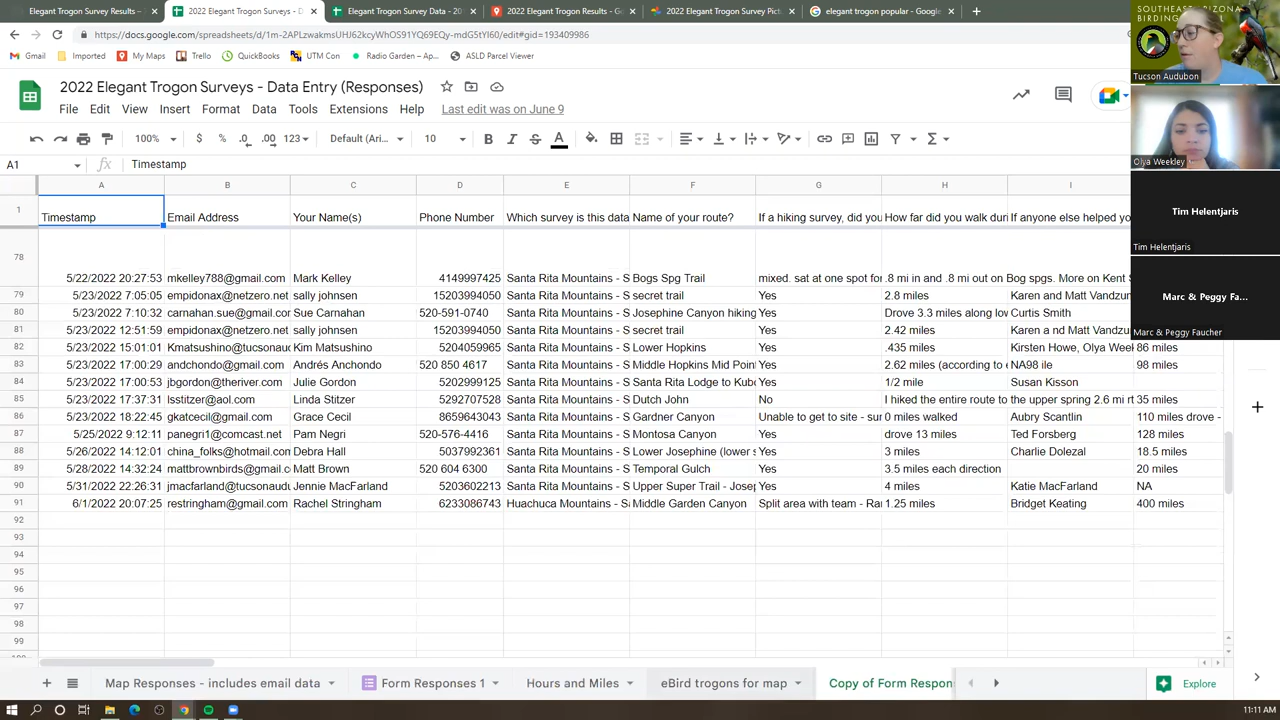 Elegant Trogon Survey Results –
2022 Elegant Trogon Surveys - D
Elegant Trogon Survey Data - 20
2022 Elegant Trogon Results - G
2022 Elegant Trogon Survey Pict
elegant trogon popular - Google
https://docs.google.com/spreadsheets/d/
/edit#gid=193409986
Gmail Imported My Maps Trello QuickBooks UTM Con Radio Garden – Ap... ASLD Parcel Viewer
2022 Elegant Trogon Surveys - Data Entry (Responses)
File Edit View Insert Format Data Tools Extensions Help Last edit was on June 9
100% $ % .0 .00 123 Default (Ari... 10
A1 fx Timestamp
A B C D E F G H I
1 Timestamp Email Address Your Name(s) Phone Number Which survey is this data Name of your route? If a hiking survey, did you How far did you walk duri If anyone else helped yo
78 5/22/2022 20:27:53 mkelley788@gmail.com Mark Kelley 4149997425 Santa Rita Mountains - S Bogs Spg Trail mixed. sat at one spot for .8 mi in and .8 mi out on Bog spgs. More on Kent S
79 5/23/2022 7:05:05 empidonax@netzero.net sally johnsen 15203994050 Santa Rita Mountains - S secret trail Yes 2.8 miles Karen and Matt Vandzun
80 5/23/2022 7:10:32 carnahan.sue@gmail.com Sue Carnahan 520-591-0740 Santa Rita Mountains - S Josephine Canyon hiking Yes Drove 3.3 miles along low Curtis Smith
81 5/23/2022 12:51:59 empidonax@netzero.net sally johnsen 15203994050 Santa Rita Mountains - S secret trail Yes 2.42 miles Karen a nd Matt Vandzu
82 5/23/2022 15:01:01 Kmatsushino@tucsonau Kim Matsushino 5204059965 Santa Rita Mountains - S Lower Hopkins Yes .435 miles Kirsten Howe, Olya Week 86 miles
83 5/23/2022 17:00:29 andchondo@gmail.com Andrés Anchondo 520 850 4617 Santa Rita Mountains - S Middle Hopkins Mid Poin Yes 2.62 miles (according to e NA98 ile 98 miles
84 5/23/2022 17:00:53 jbgordon@theriver.com Julie Gordon 5202999125 Santa Rita Mountains - S Santa Rita Lodge to Kubo Yes 1/2 mile Susan Kisson
85 5/23/2022 17:37:31 lsstitzer@aol.com Linda Stitzer 5292707528 Santa Rita Mountains - S Dutch John No I hiked the entire route to the upper spring 2.6 mi rt 35 miles
86 5/23/2022 18:22:45 gkatcecil@gmail.com Grace Cecil 8659643043 Santa Rita Mountains - S Gardner Canyon Unable to get to site - sur 0 miles walked Aubry Scantlin 110 miles drove -
87 5/25/2022 9:12:11 panegri1@comcast.net Pam Negri 520-576-4416 Santa Rita Mountains - S Montosa Canyon Yes drove 13 miles Ted Forsberg 128 miles
88 5/26/2022 14:12:01 china_folks@hotmail.com Debra Hall 5037992361 Santa Rita Mountains - S Lower Josephine (lower s Yes 3 miles Charlie Dolezal 18.5 miles
89 5/28/2022 14:32:24 mattbrownbirds@gmail.c Matt Brown 520 604 6300 Santa Rita Mountains - S Temporal Gulch Yes 3.5 miles each direction 20 miles
90 5/31/2022 22:26:31 jmacfarland@tucsonaudu Jennie MacFarland 5203602213 Santa Rita Mountains - S Upper Super Trail - Josep Yes 4 miles Katie MacFarland NA
91 6/1/2022 20:07:25 restringham@gmail.com Rachel Stringham 6233086743 Huachuca Mountains - S Middle Garden Canyon Split area with team - Ra 1.25 miles Bridget Keating 400 miles
92
93
94
95
96
97
98
99
Map Responses - includes email data Form Responses 1 Hours and Miles eBird trogons for map Copy of Form Respon Explore
11:11 AM
SOUTHEAST ARIZONA
BIRDING
Tucson Audubon
Olya Weekley
Tim Helentjaris
Tim Helentjaris
Marc & Peggy Fa...
Marc & Peggy Faucher